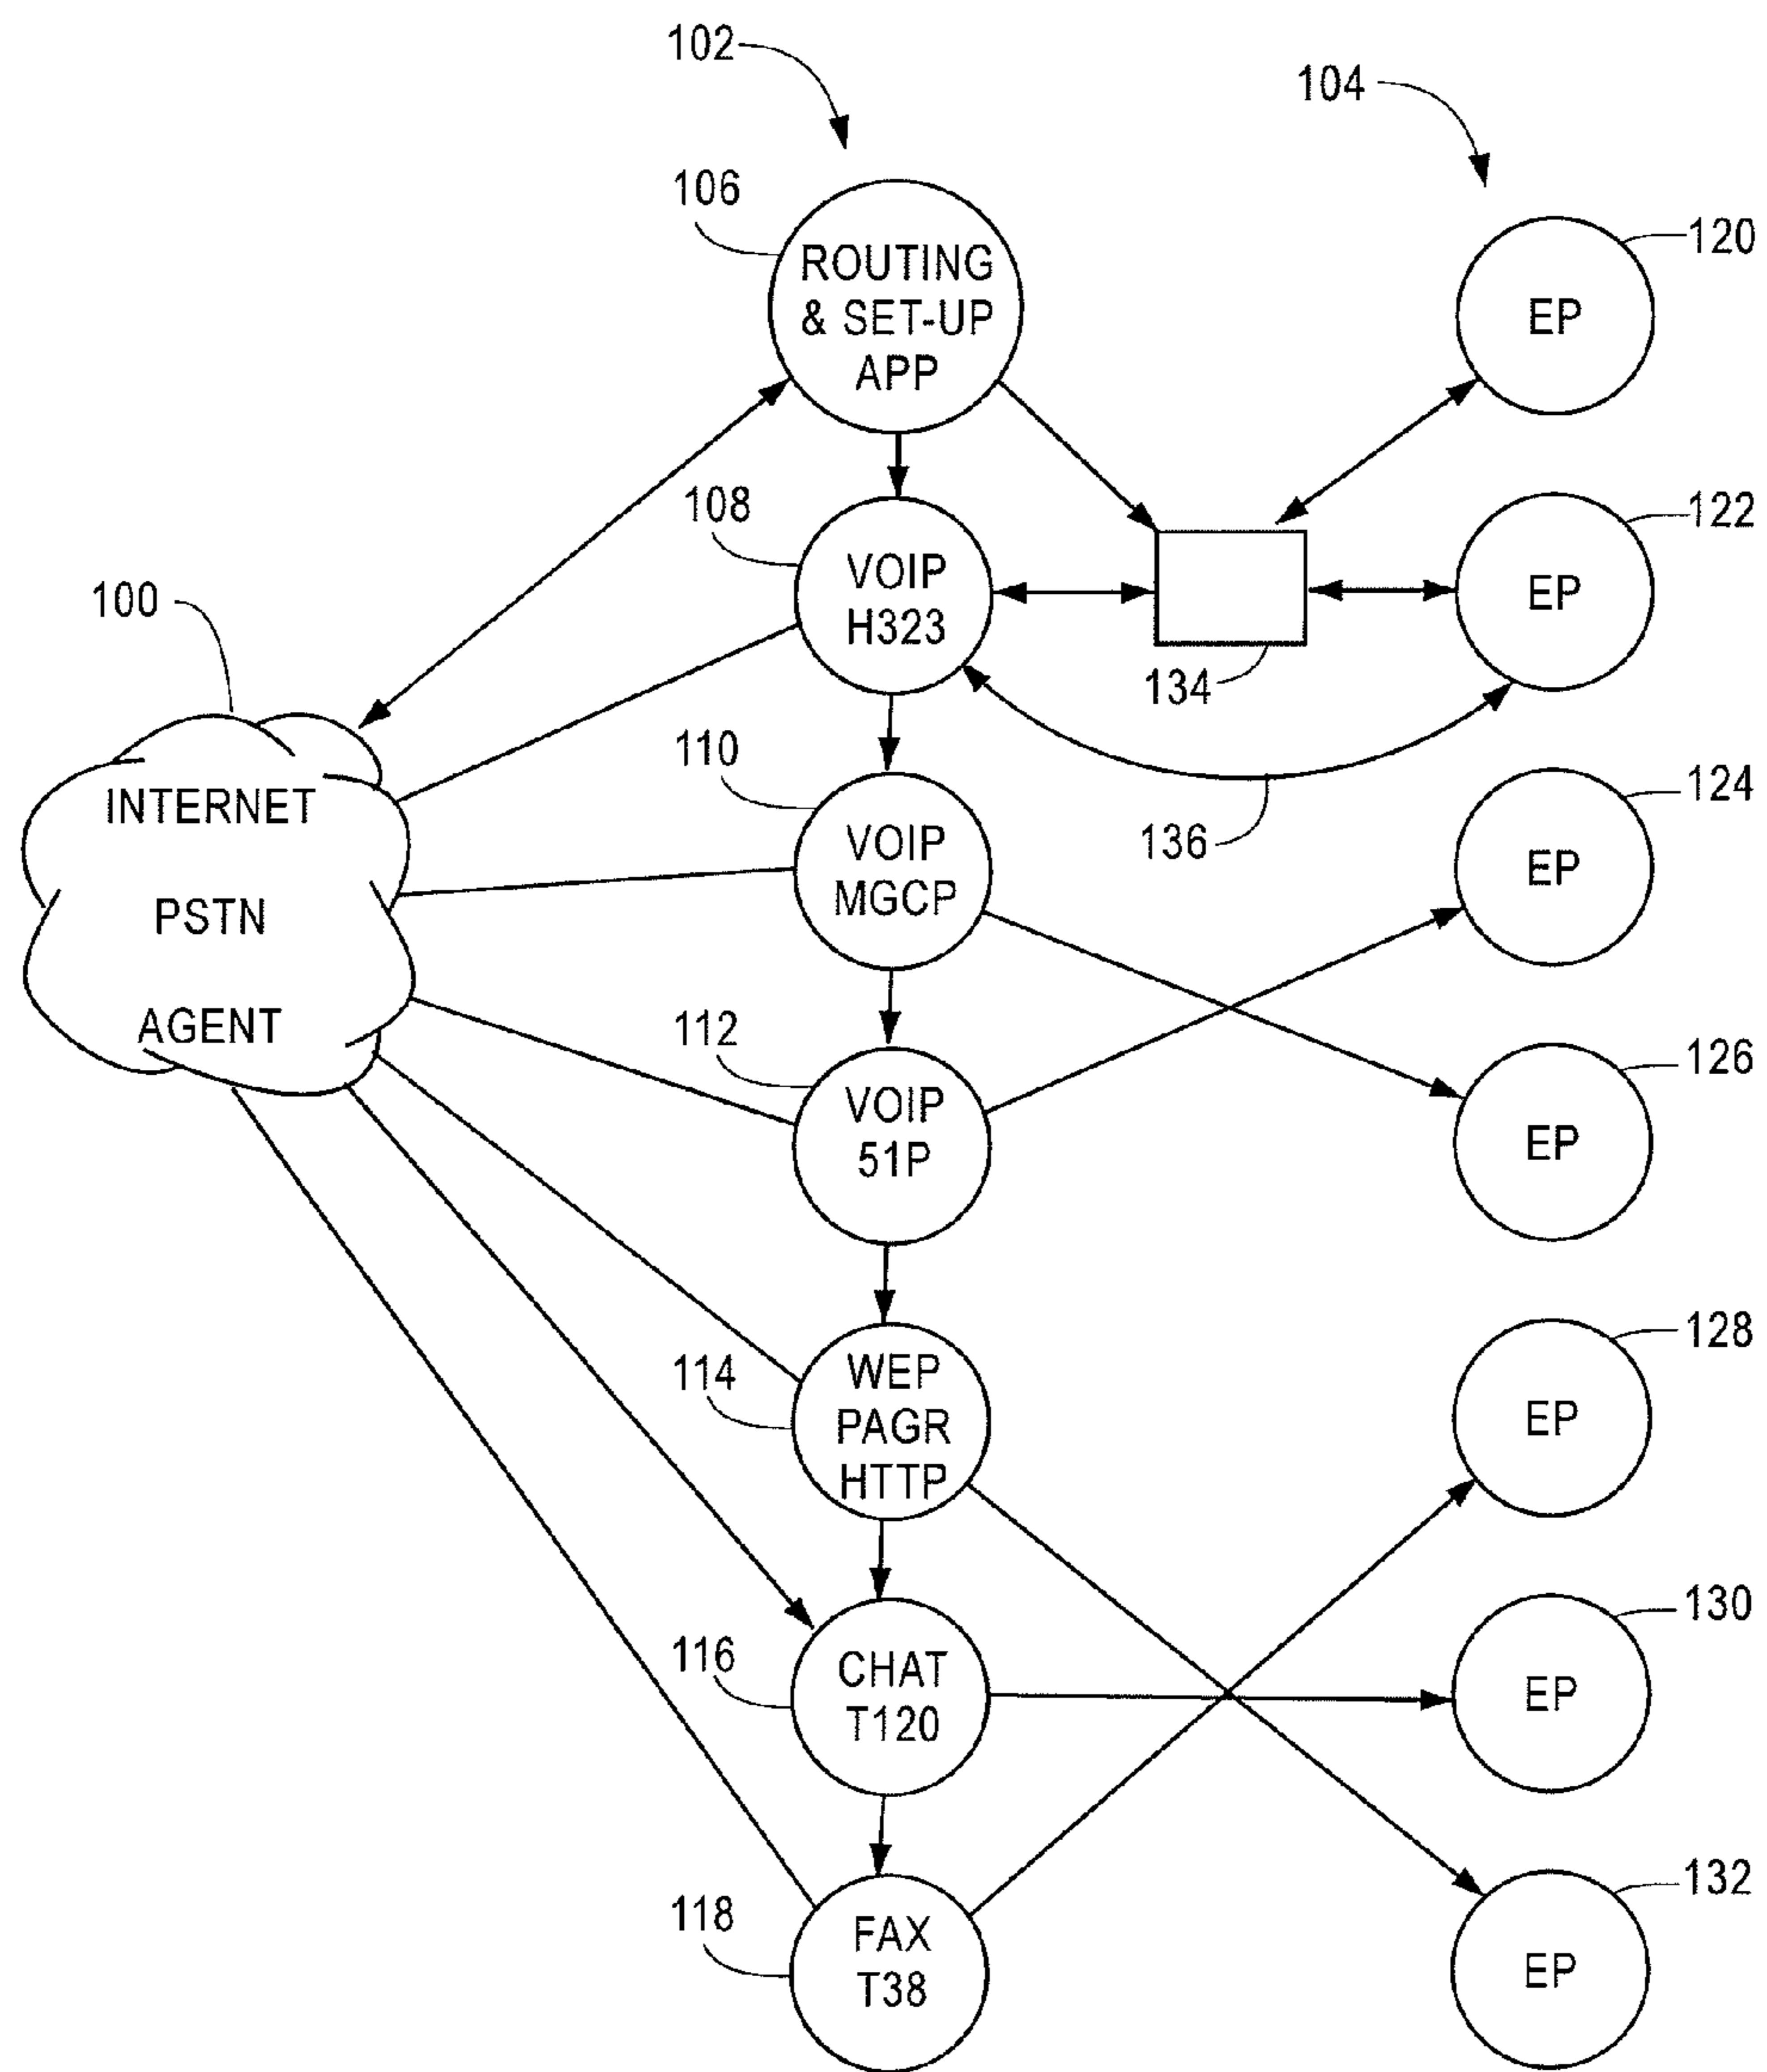 102
104
106
ROUTING
& SET-UP
APP
120
EP
108
VOIP
H323
122
EP
134
100
INTERNET
PSTN
AGENT
110
VOIP
MGCP
136
124
EP
112
VOIP
51P
126
EP
114
WEP
PAGR
HTTP
128
EP
116
CHAT
T120
130
EP
118
FAX
T38
132
EP